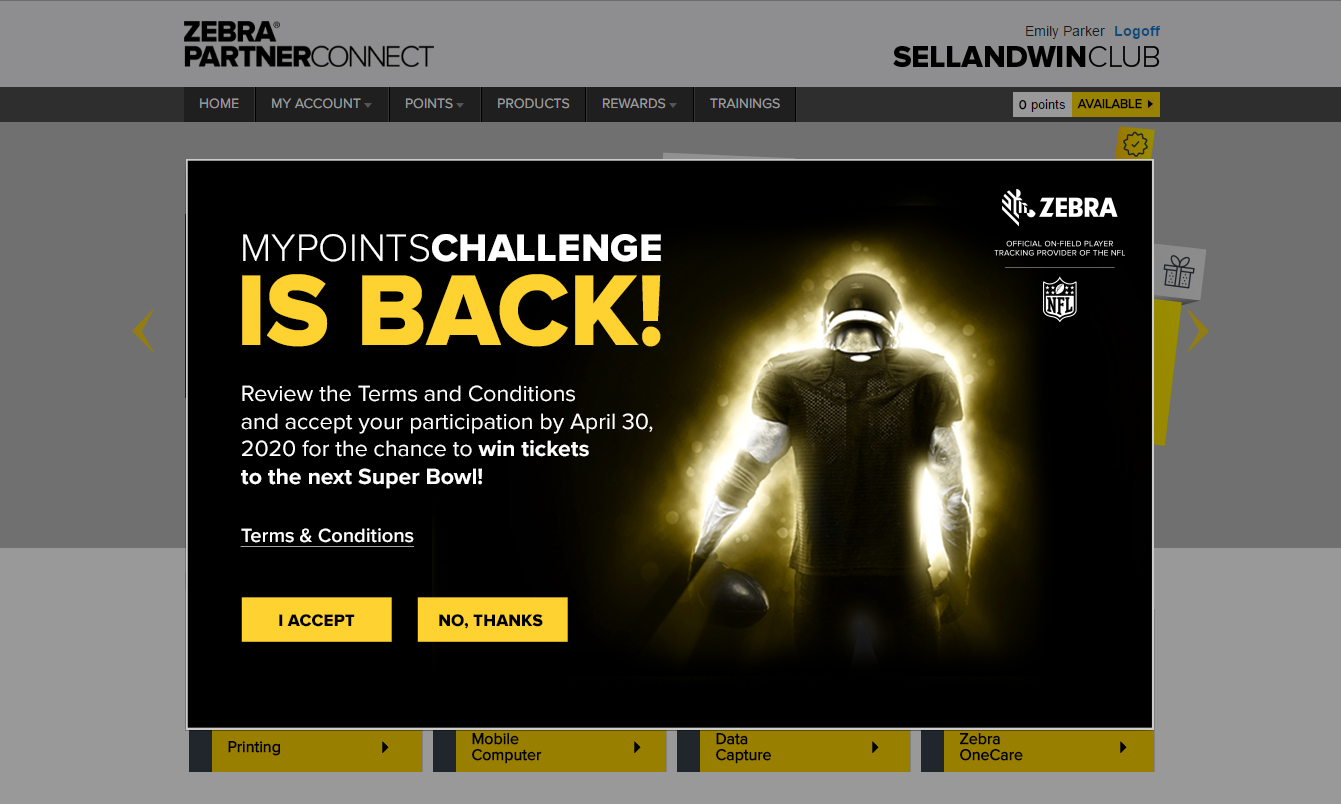 ZEBRA®
PARTNERCONNECT
Emily Parker Logoff
SELLANDWINCLUB
HOME MY ACCOUNT POINTS PRODUCTS REWARDS TRAININGS
0 points AVAILABLE
ZEBRA
OFFICIAL ON-FIELD PLAYER
TRACKING PROVIDER OF THE NFL
NFL
MYPOINTSCHALLENGE
IS BACK!
Review the Terms and Conditions
and accept your participation by April 30,
2020 for the chance to win tickets
to the next Super Bowl!
Terms & Conditions
I ACCEPT NO, THANKS
Printing
Mobile
Computer
Data
Capture
Zebra
OneCare